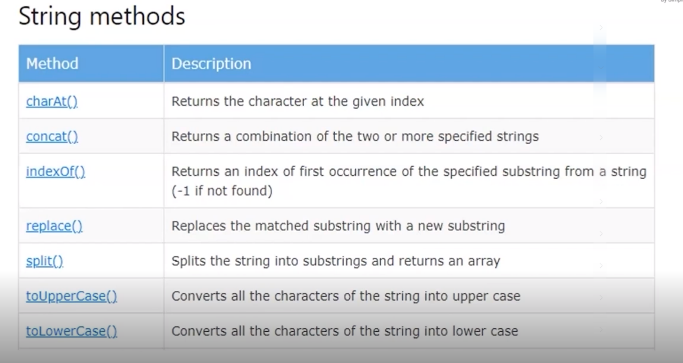 String methods
Method Description
charAt() Returns the character at the given index
concat() Returns a combination of the two or more specified strings
indexOf() Returns an index of first occurrence of the specified substring from a string
(-1 if not found)
replace() Replaces the matched substring with a new substring
split() Splits the string into substrings and returns an array
toUpperCase() Converts all the characters of the string into upper case
toLowerCase() Converts all the characters of the string into lower case